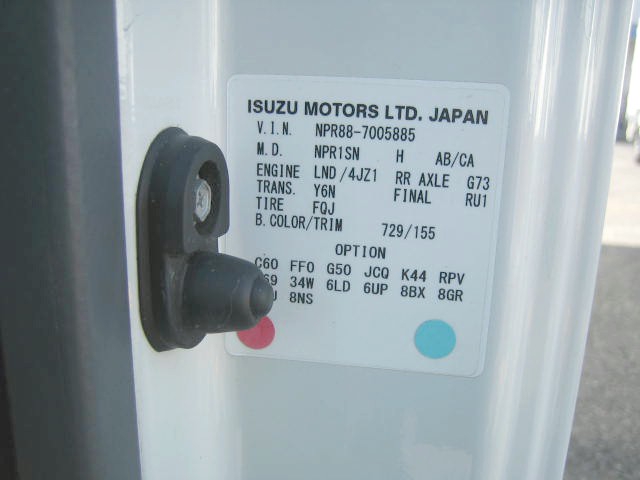 ISUZU MOTORS LTD. JAPAN
V.I.N. NPR88-7005885
M.D. NPR1SN H AB/CA
ENGINE LND/4JZ1 RR AXLE G73
TRANS. Y6N FINAL RU1
TIRE FQJ
B.COLOR/TRIM 729/155
OPTION
C60 FF0 G50 JCQ K44 RPV
34W 6LD 6UP 8BX 8GR
8NS